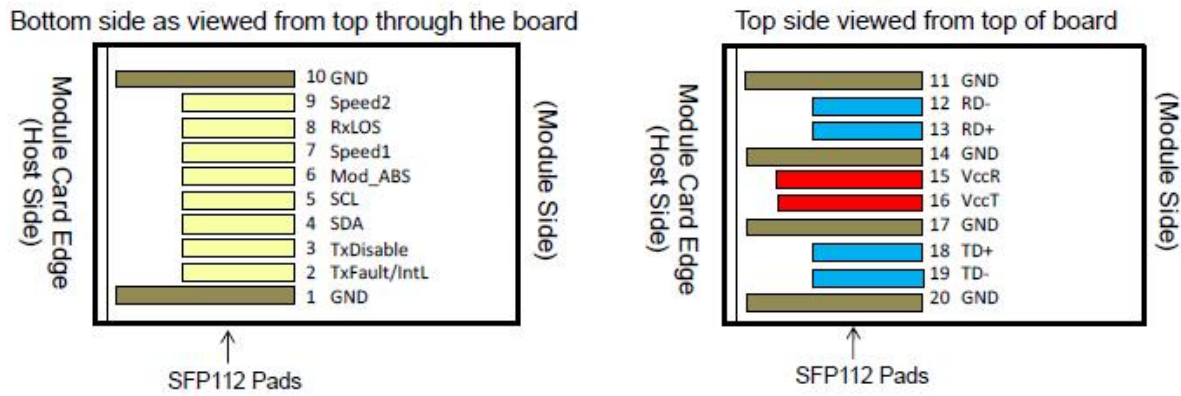 Bottom side as viewed from top through the board
Module Card Edge
(Host Side)
10 GND
9 Speed2
8 RxLOS
7 Speed1
6 Mod_ABS
5 SCL
4 SDA
3 TxDisable
2 TxFault/IntL
1 GND
(Module Side)
SFP112 Pads
Top side viewed from top of board
Module Card Edge
(Host Side)
11 GND
12 RD-
13 RD+
14 GND
15 VccR
16 VccT
17 GND
18 TD+
19 TD-
20 GND
(Module Side)
SFP112 Pads